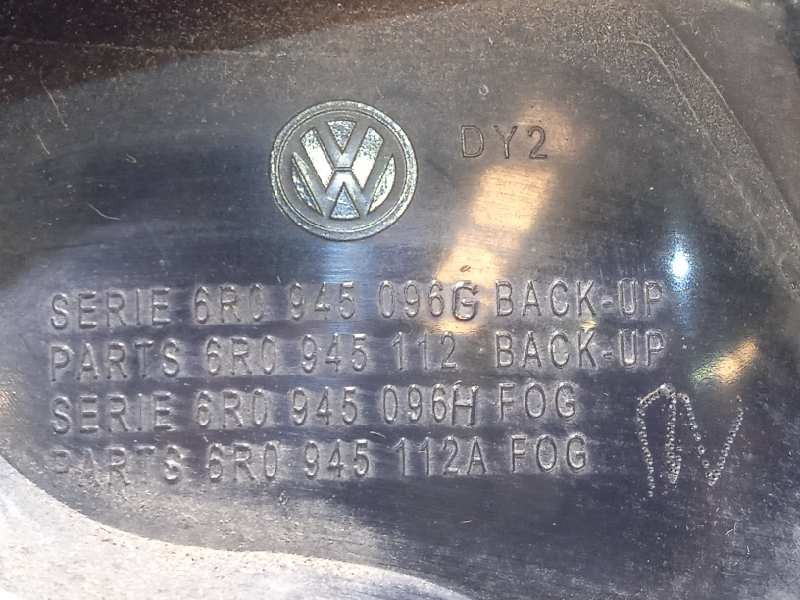 DY2
SERIE 6R0 945 096G BACK-UP
PARTS 6R0 945 112 BACK-UP
SERIE 6R0 945 096H FOG
PARTS 6R0 945 112A FOG